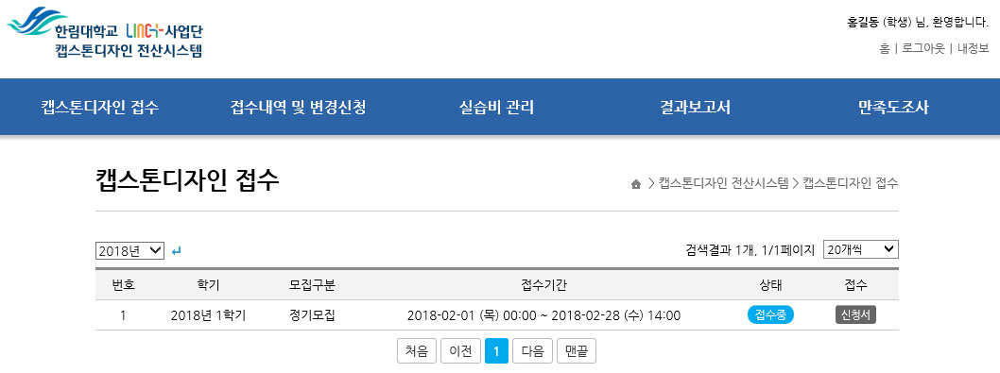 한림대학교 LINC+사업단
캡스톤디자인 전산시스템
홍길동 (학생) 님, 환영합니다.
홈 | 로그아웃 | 내정보
캡스톤디자인 접수 접수내역 및 변경신청 실습비 관리 결과보고서 만족도조사
캡스톤디자인 접수
> 캡스톤디자인 전산시스템 > 캡스톤디자인 접수
2018년
검색결과 1개, 1/1페이지 20개씩
번호 학기 모집구분 접수기간 상태 접수
1 2018년 1학기 정기모집 2018-02-01 (목) 00:00 ~ 2018-02-28 (수) 14:00 접수중 신청서
처음 이전 1 다음 맨끝